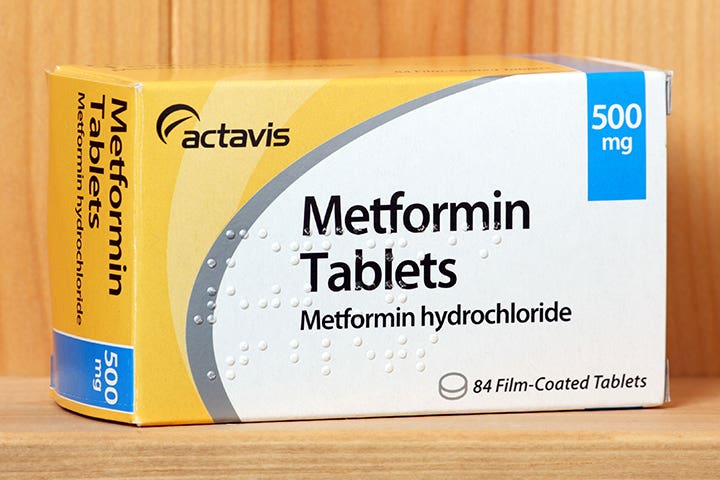 84 Film-Coated Tablets
Metformin
Tablets
Metformin hydrochloride
500
mg
actavis
500
mg
Metformin
Tablets
Metformin hydrochloride
84 Film-Coated Tablets